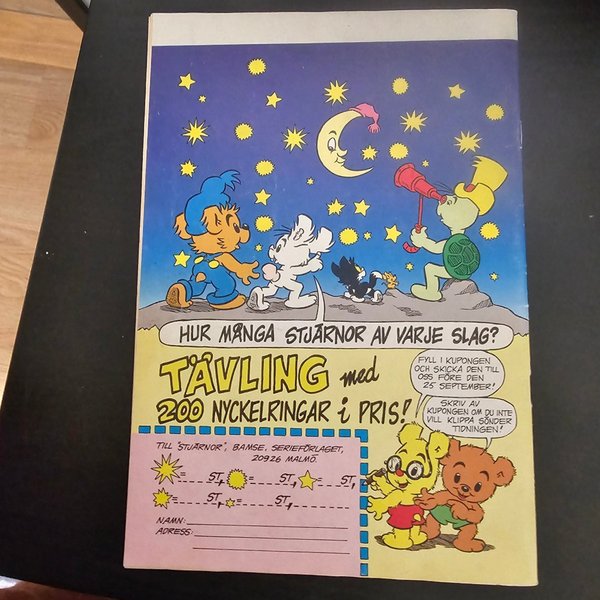 HUR MÅNGA STJÄRNOR AV VARJE SLAG?
TÄVLING med
200 NYCKELRINGAR i PRIS!
FYLL I KUPONGEN
OCH SKICKA DEN TILL
OSS FÖRE DEN
25 SEPTEMBER!
SKRIV AV
KUPONGEN OM DU INTE
VILL KLIPPA SÖNDER
TIDNINGEN!
TILL "STJÄRNOR", BAMSE, SERIEFÖRLAGET,
20926 MALMÖ.
= ST, = ST, = ST,
= ST, = ST,
NAMN:
ADRESS: